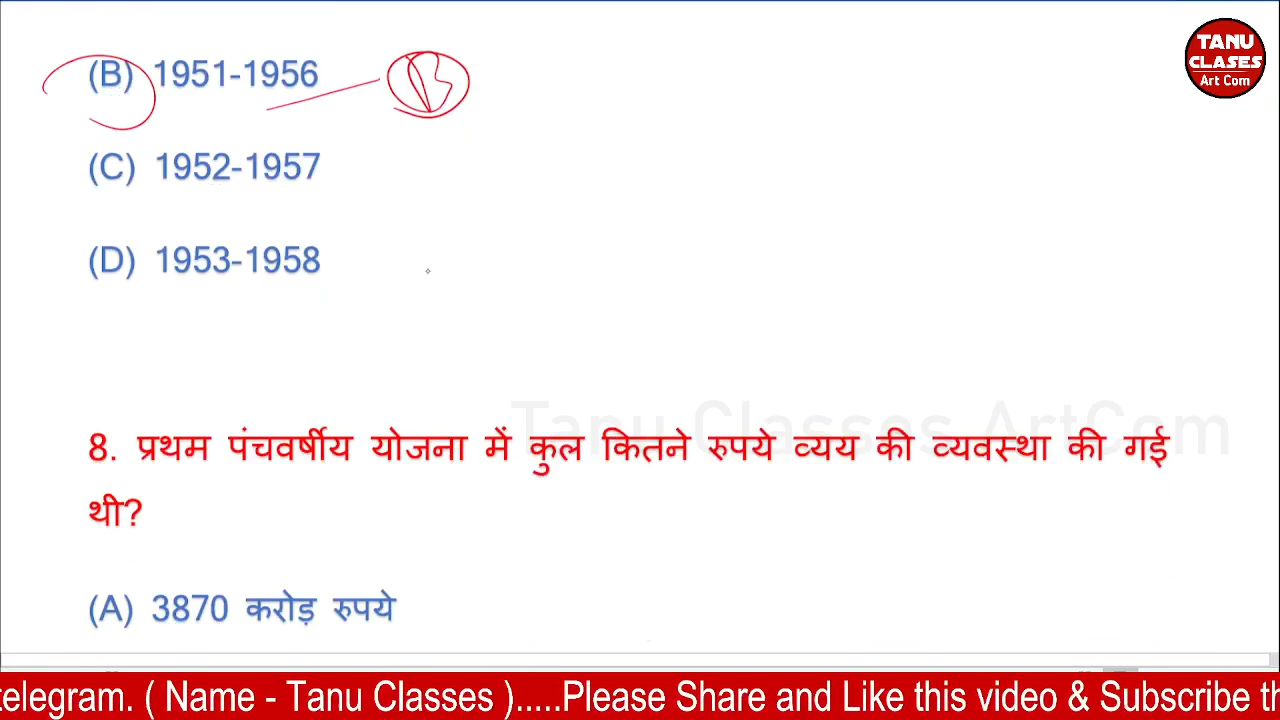 TANU
CLASES
Art Com
(B) 1951-1956
B
(C) 1952-1957
(D) 1953-1958
Tanu Classes ArtCom
8. प्रथम पंचवर्षीय योजना में कुल कितने रुपये व्यय की व्यवस्था की गई
थी?
(A) 3870 करोड़ रुपये
telegram. ( Name - Tanu Classes ).....Please Share and Like this video & Subscribe th